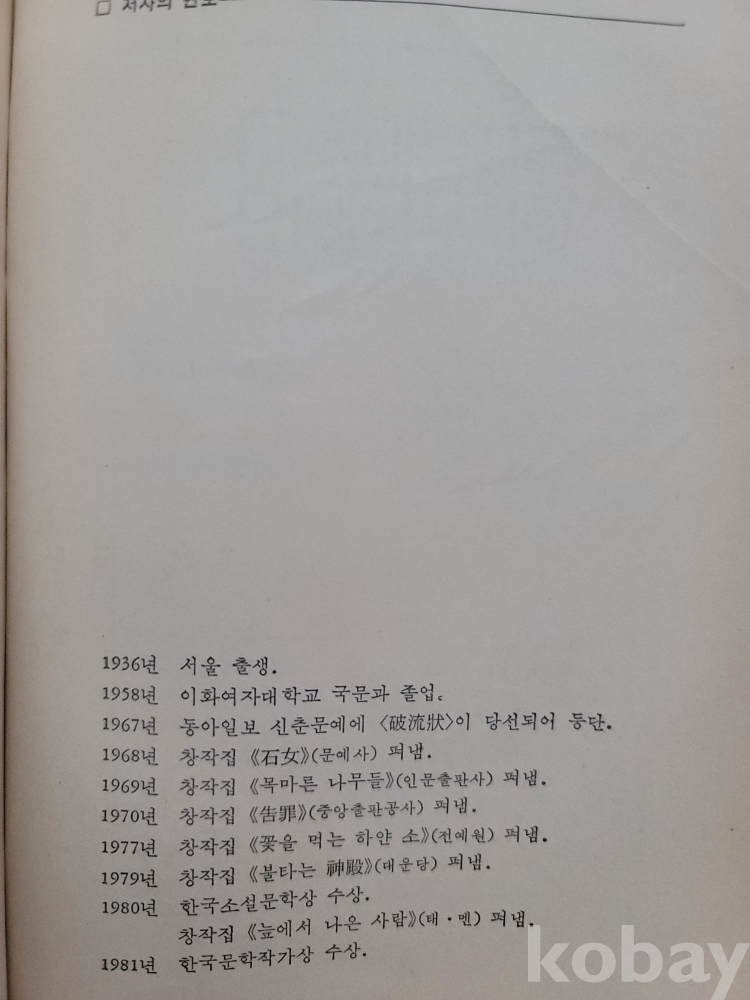 □ 저자의 연보
1936년 서울 출생.
1958년 이화여자대학교 국문과 졸업.
1967년 동아일보 신춘문예에 〈破流狀〉이 당선되어 등단.
1968년 창작집 《石女》(문예사) 펴냄.
1969년 창작집 《목마른 나무들》(인문출판사) 펴냄.
1970년 창작집 《告罪》(중앙출판공사) 펴냄.
1977년 창작집 《꽃을 먹는 하얀 소》(전예원) 펴냄.
1979년 창작집 《불타는 神殿》(대운당) 펴냄.
1980년 한국소설문학상 수상.
창작집 《늪에서 나온 사람》(태·멘) 펴냄.
1981년 한국문학작가상 수상.
kobay